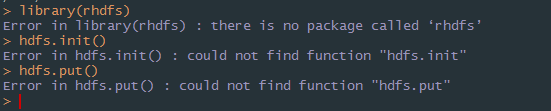 > library(rhdfs)
Error in library(rhdfs) : there is no package called ‘rhdfs’
> hdfs.init()
Error in hdfs.init() : could not find function "hdfs.init"
> hdfs.put()
Error in hdfs.put() : could not find function "hdfs.put"
>